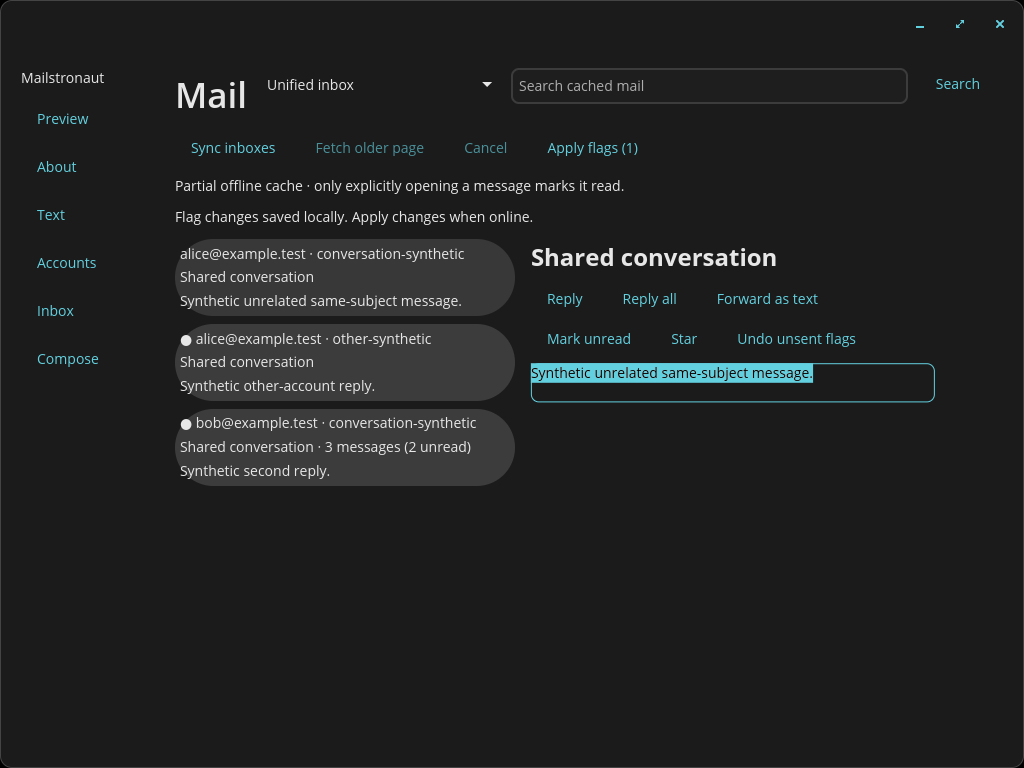 Mailstronaut
Preview
About
Text
Accounts
Inbox
Compose
Mail
Unified inbox
Search cached mail
Search
Sync inboxes
Fetch older page
Cancel
Apply flags (1)
Partial offline cache · only explicitly opening a message marks it read.
Flag changes saved locally. Apply changes when online.
alice@example.test · conversation-synthetic
Shared conversation
Synthetic unrelated same-subject message.
● alice@example.test · other-synthetic
Shared conversation
Synthetic other-account reply.
● bob@example.test · conversation-synthetic
Shared conversation · 3 messages (2 unread)
Synthetic second reply.
Shared conversation
Reply
Reply all
Forward as text
Mark unread
Star
Undo unsent flags
Synthetic unrelated same-subject message.